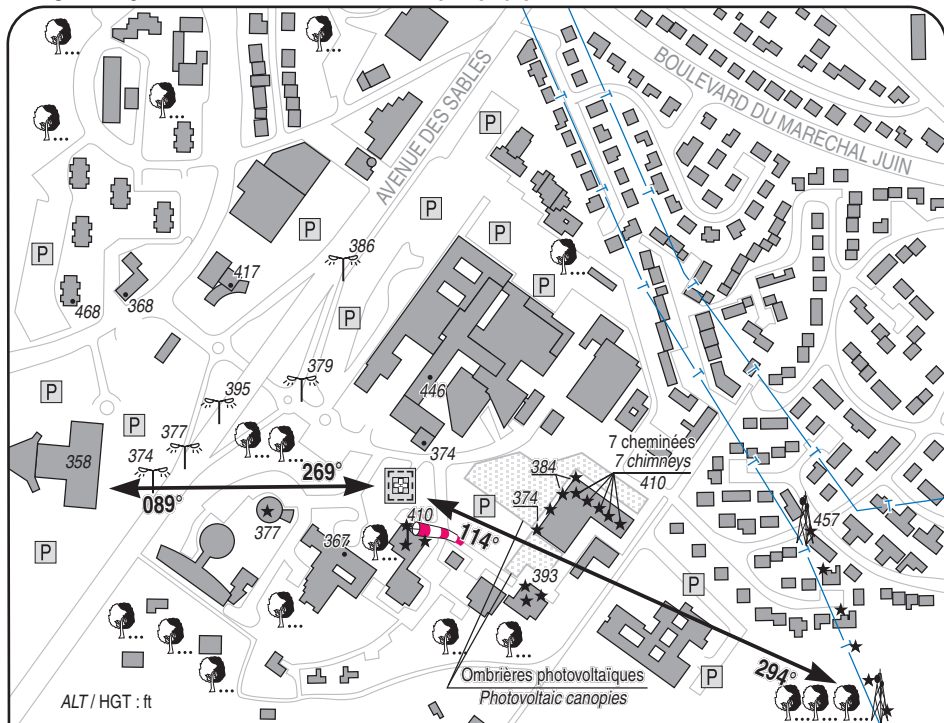 BOULEVARD DU MARECHAL JUIN
AVENUE DES SABLES
P
P
P
P
P
P
P
P
386
417
468
368
379
395
446
P
P
377
374
358
374
269°
089°
7 cheminées
7 chimneys
410
384
374
P
457
377
410
114°
367
P
393
P
P
294°
Ombrières photovoltaïques
Photovoltaic canopies
ALT / HGT : ft